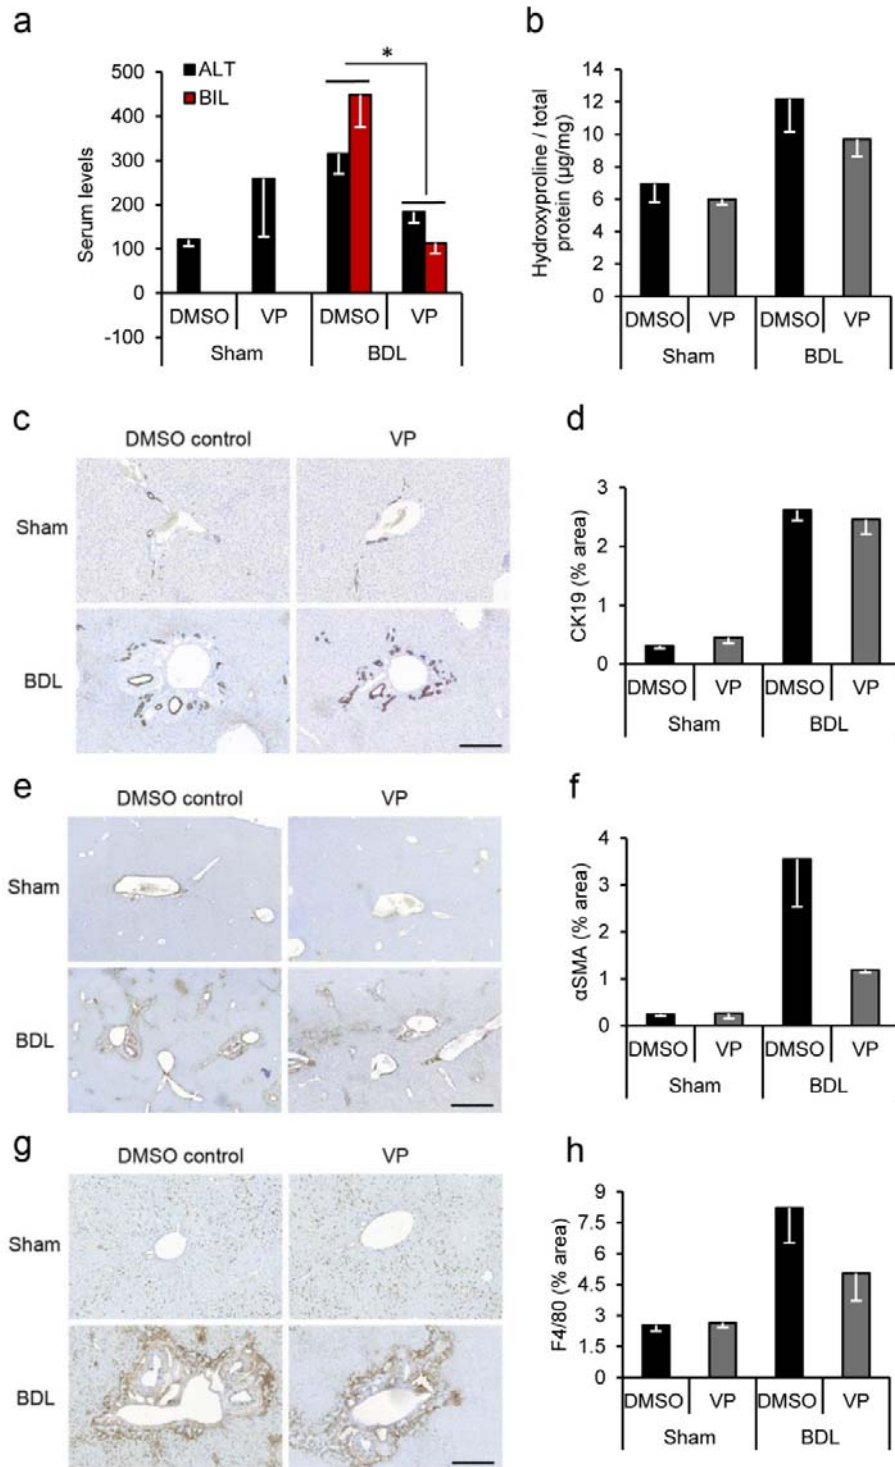 a
500
400
300
200
100
0
-100
Serum levels
ALT
BIL
*
DMSO VP DMSO VP
Sham BDL
b
14
12
10
8
6
4
2
0
Hydroxyproline / total
protein (µg/mg)
DMSO VP DMSO VP
Sham BDL
c
DMSO control VP
Sham
BDL
d
3
2
1
0
CK19 (% area)
DMSO VP DMSO VP
Sham BDL
e
DMSO control VP
Sham
BDL
f
4
3
2
1
0
αSMA (% area)
DMSO VP DMSO VP
Sham BDL
g
DMSO control VP
Sham
BDL
h
9
7.5
6
4.5
3
1.5
0
F4/80 (% area)
DMSO VP DMSO VP
Sham BDL